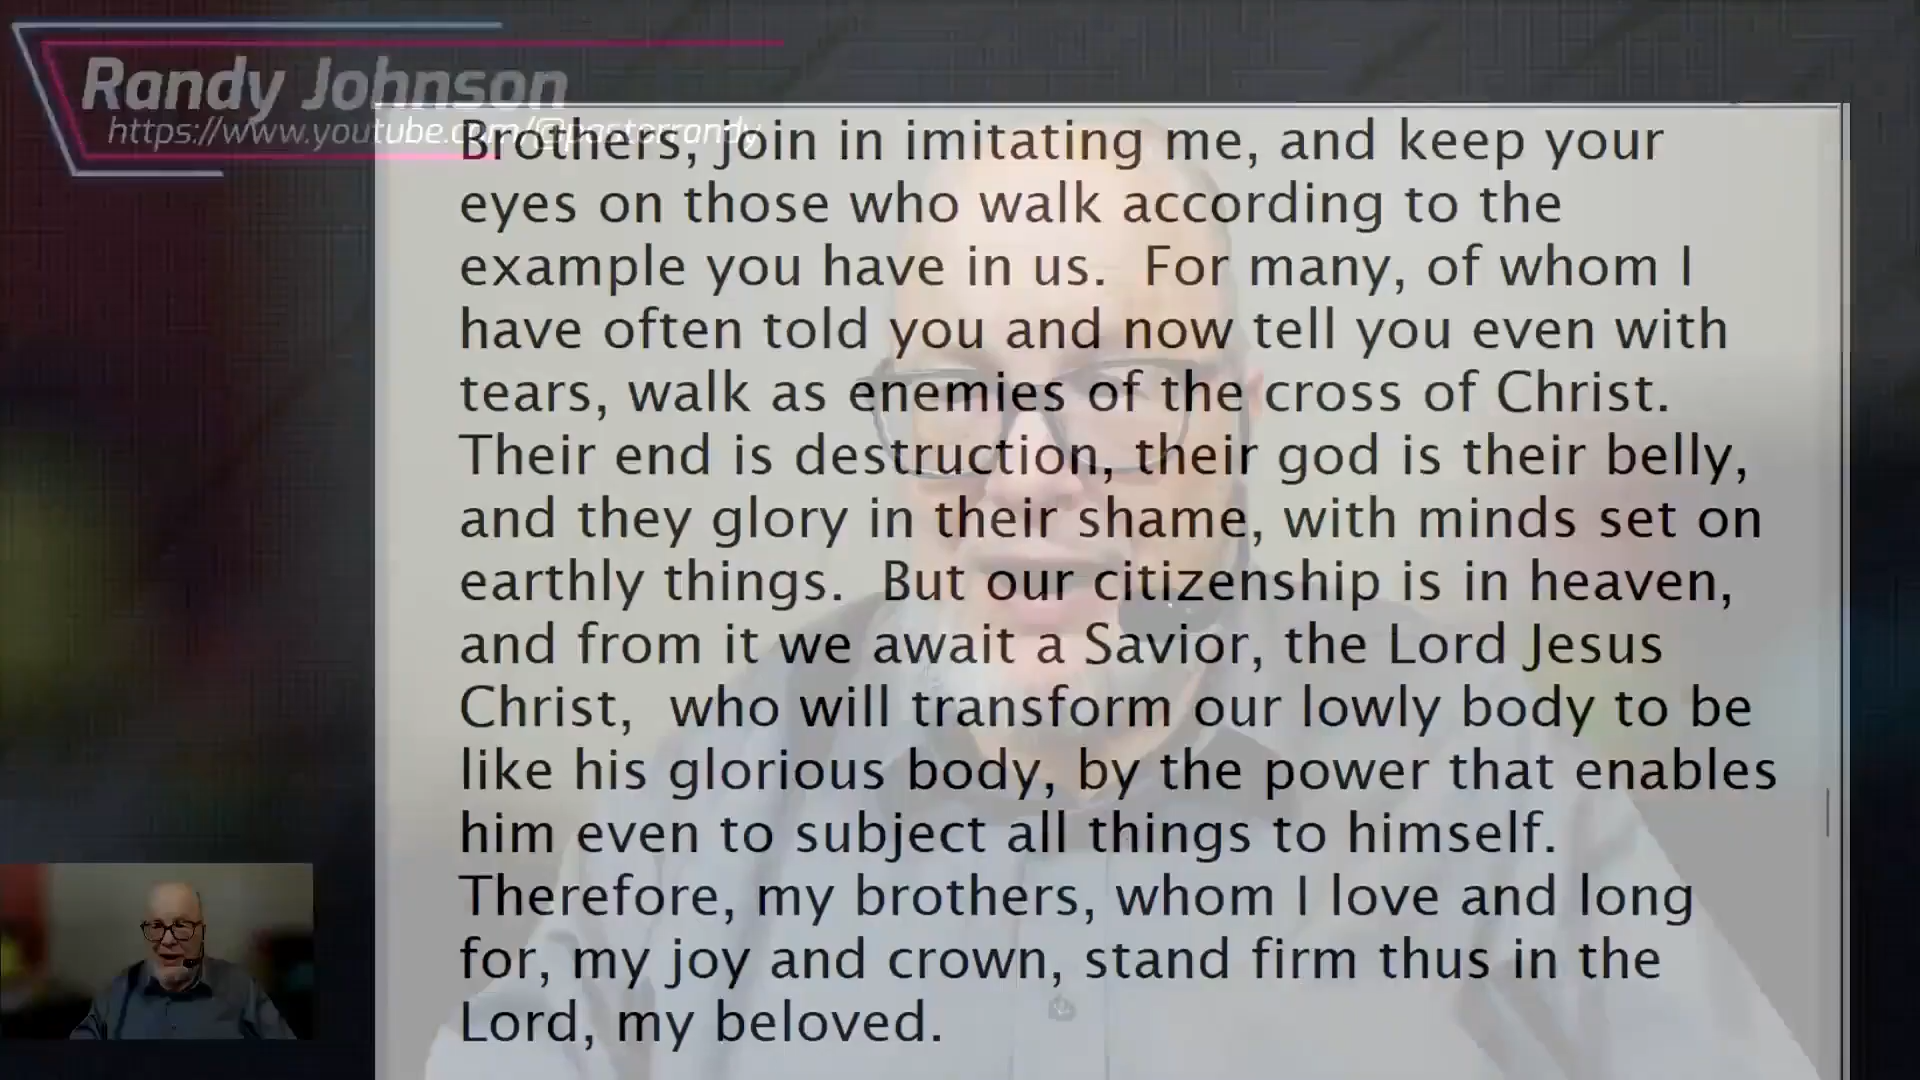 Randy Johnson
https://www.youtube.com/@pastorrandy
Brothers, join in imitating me, and keep your
eyes on those who walk according to the
example you have in us.  For many, of whom I
have often told you and now tell you even with
tears, walk as enemies of the cross of Christ.
Their end is destruction, their god is their belly,
and they glory in their shame, with minds set on
earthly things.  But our citizenship is in heaven,
and from it we await a Savior, the Lord Jesus
Christ,  who will transform our lowly body to be
like his glorious body, by the power that enables
him even to subject all things to himself.
Therefore, my brothers, whom I love and long
for, my joy and crown, stand firm thus in the
Lord, my beloved.